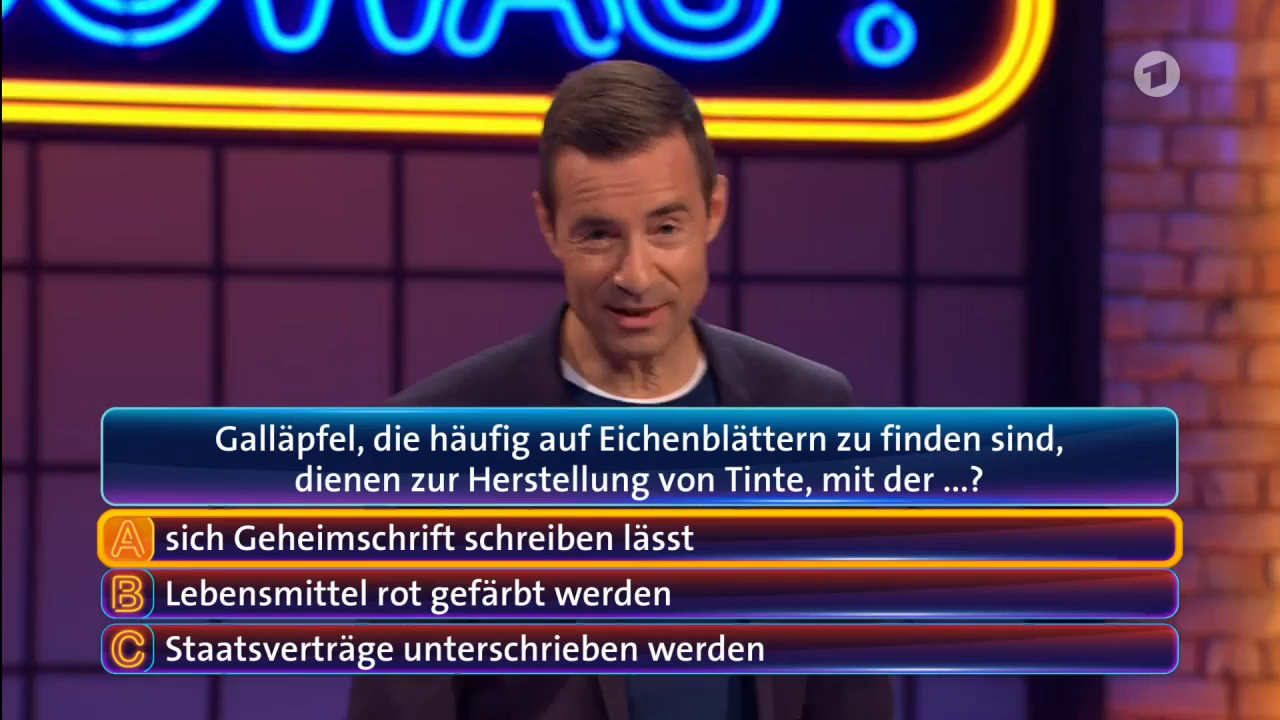 Galläpfel, die häufig auf Eichenblättern zu finden sind,
dienen zur Herstellung von Tinte, mit der ...?
A sich Geheimschrift schreiben lässt
B Lebensmittel rot gefärbt werden
C Staatsverträge unterschrieben werden